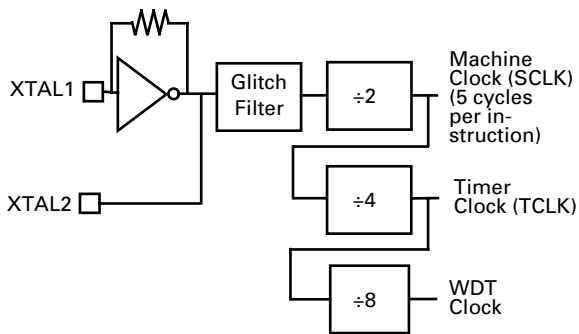 XTAL1
XTAL2
Glitch
Filter
÷2
Machine
Clock (SCLK)
(5 cycles
per in-
struction)
÷4
Timer
Clock (TCLK)
÷8
WDT
Clock